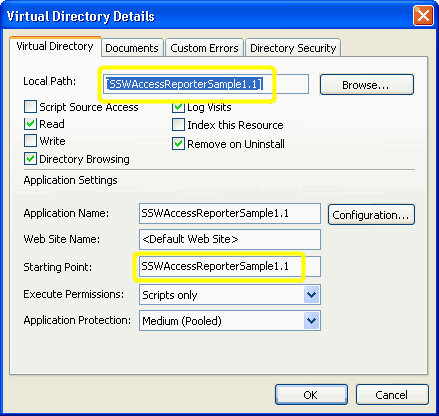 Virtual Directory Details
Virtual Directory Documents Custom Errors Directory Security
Local Path: [SSWAccessReporterSample1.1] Browse...
Script Source Access Log Visits
Read Index this Resource
Write Remove on Uninstall
Directory Browsing
Application Settings
Application Name: SSWAccessReporterSample1.1 Configuration...
Web Site Name: <Default Web Site>
Starting Point: SSWAccessReporterSample1.1
Execute Permissions: Scripts only
Application Protection: Medium (Pooled)
OK Cancel